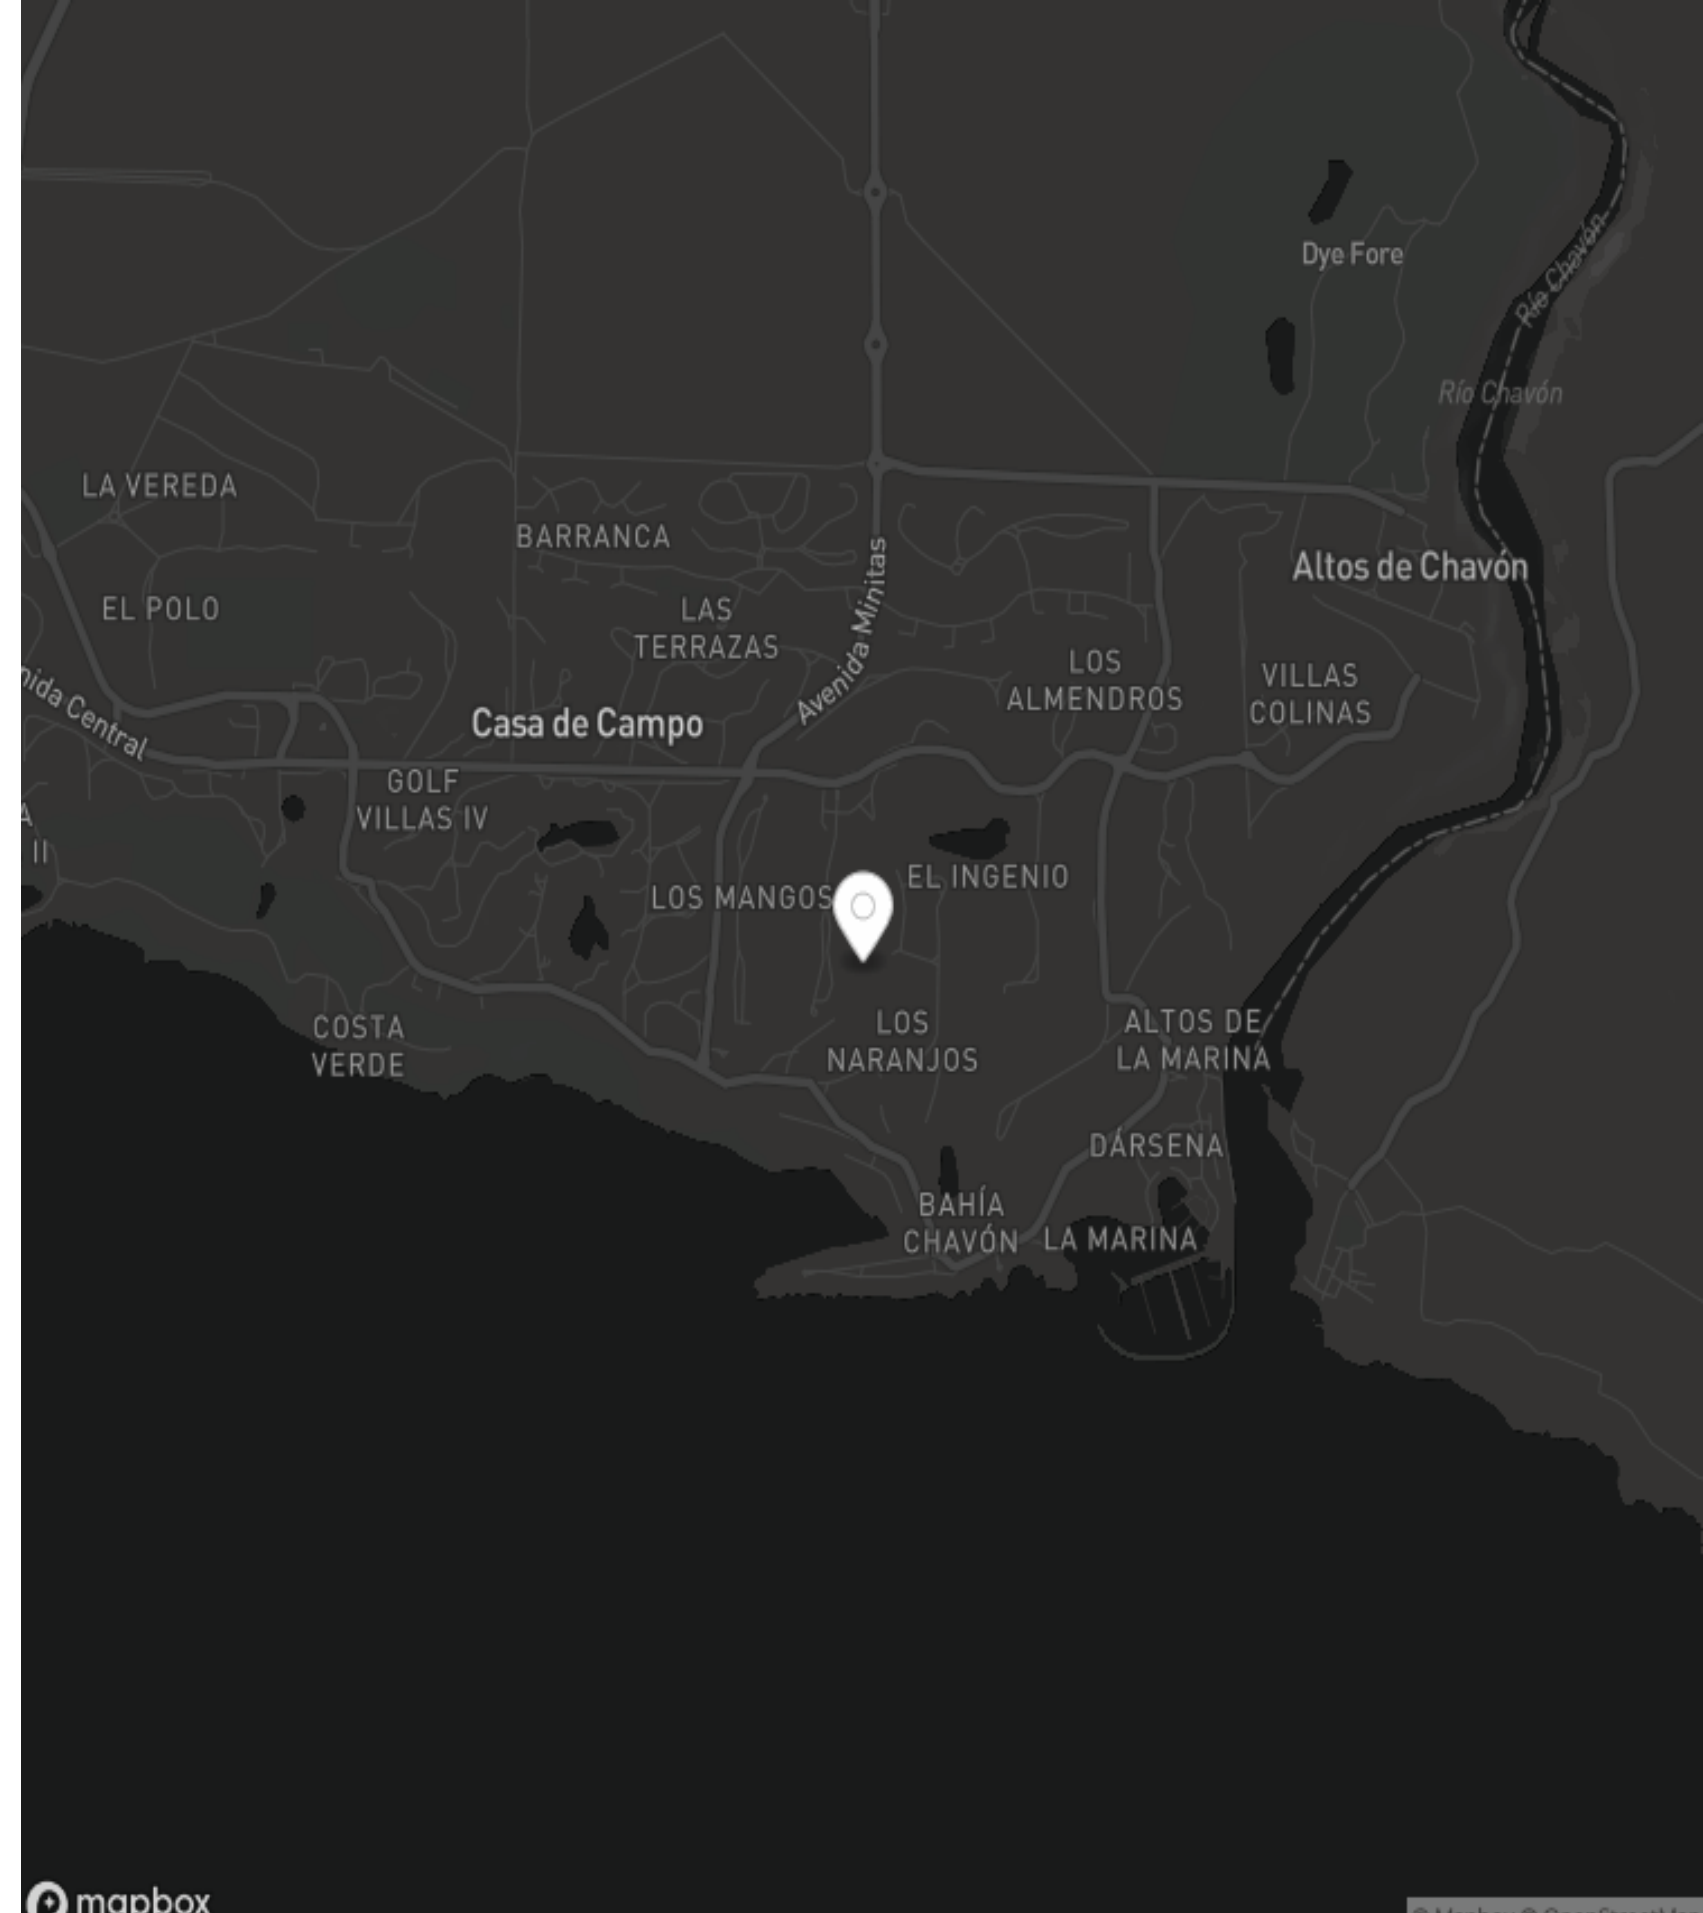 Dye Fore
Río Chavón
Río Chavón
LA VEREDA
BARRANCA
Altos de Chavón
EL POLO
LAS
TERRAZAS
Avenida Minitas
LOS
ALMENDROS
VILLAS
COLINAS
Central
Casa de Campo
GOLF
VILLAS IV
II
LOS MANGOS
EL INGENIO
COSTA
VERDE
LOS
NARANJOS
ALTOS DE
LA MARINA
DÁRSENA
BAHÍA
CHAVÓN
LA MARINA
mapbox